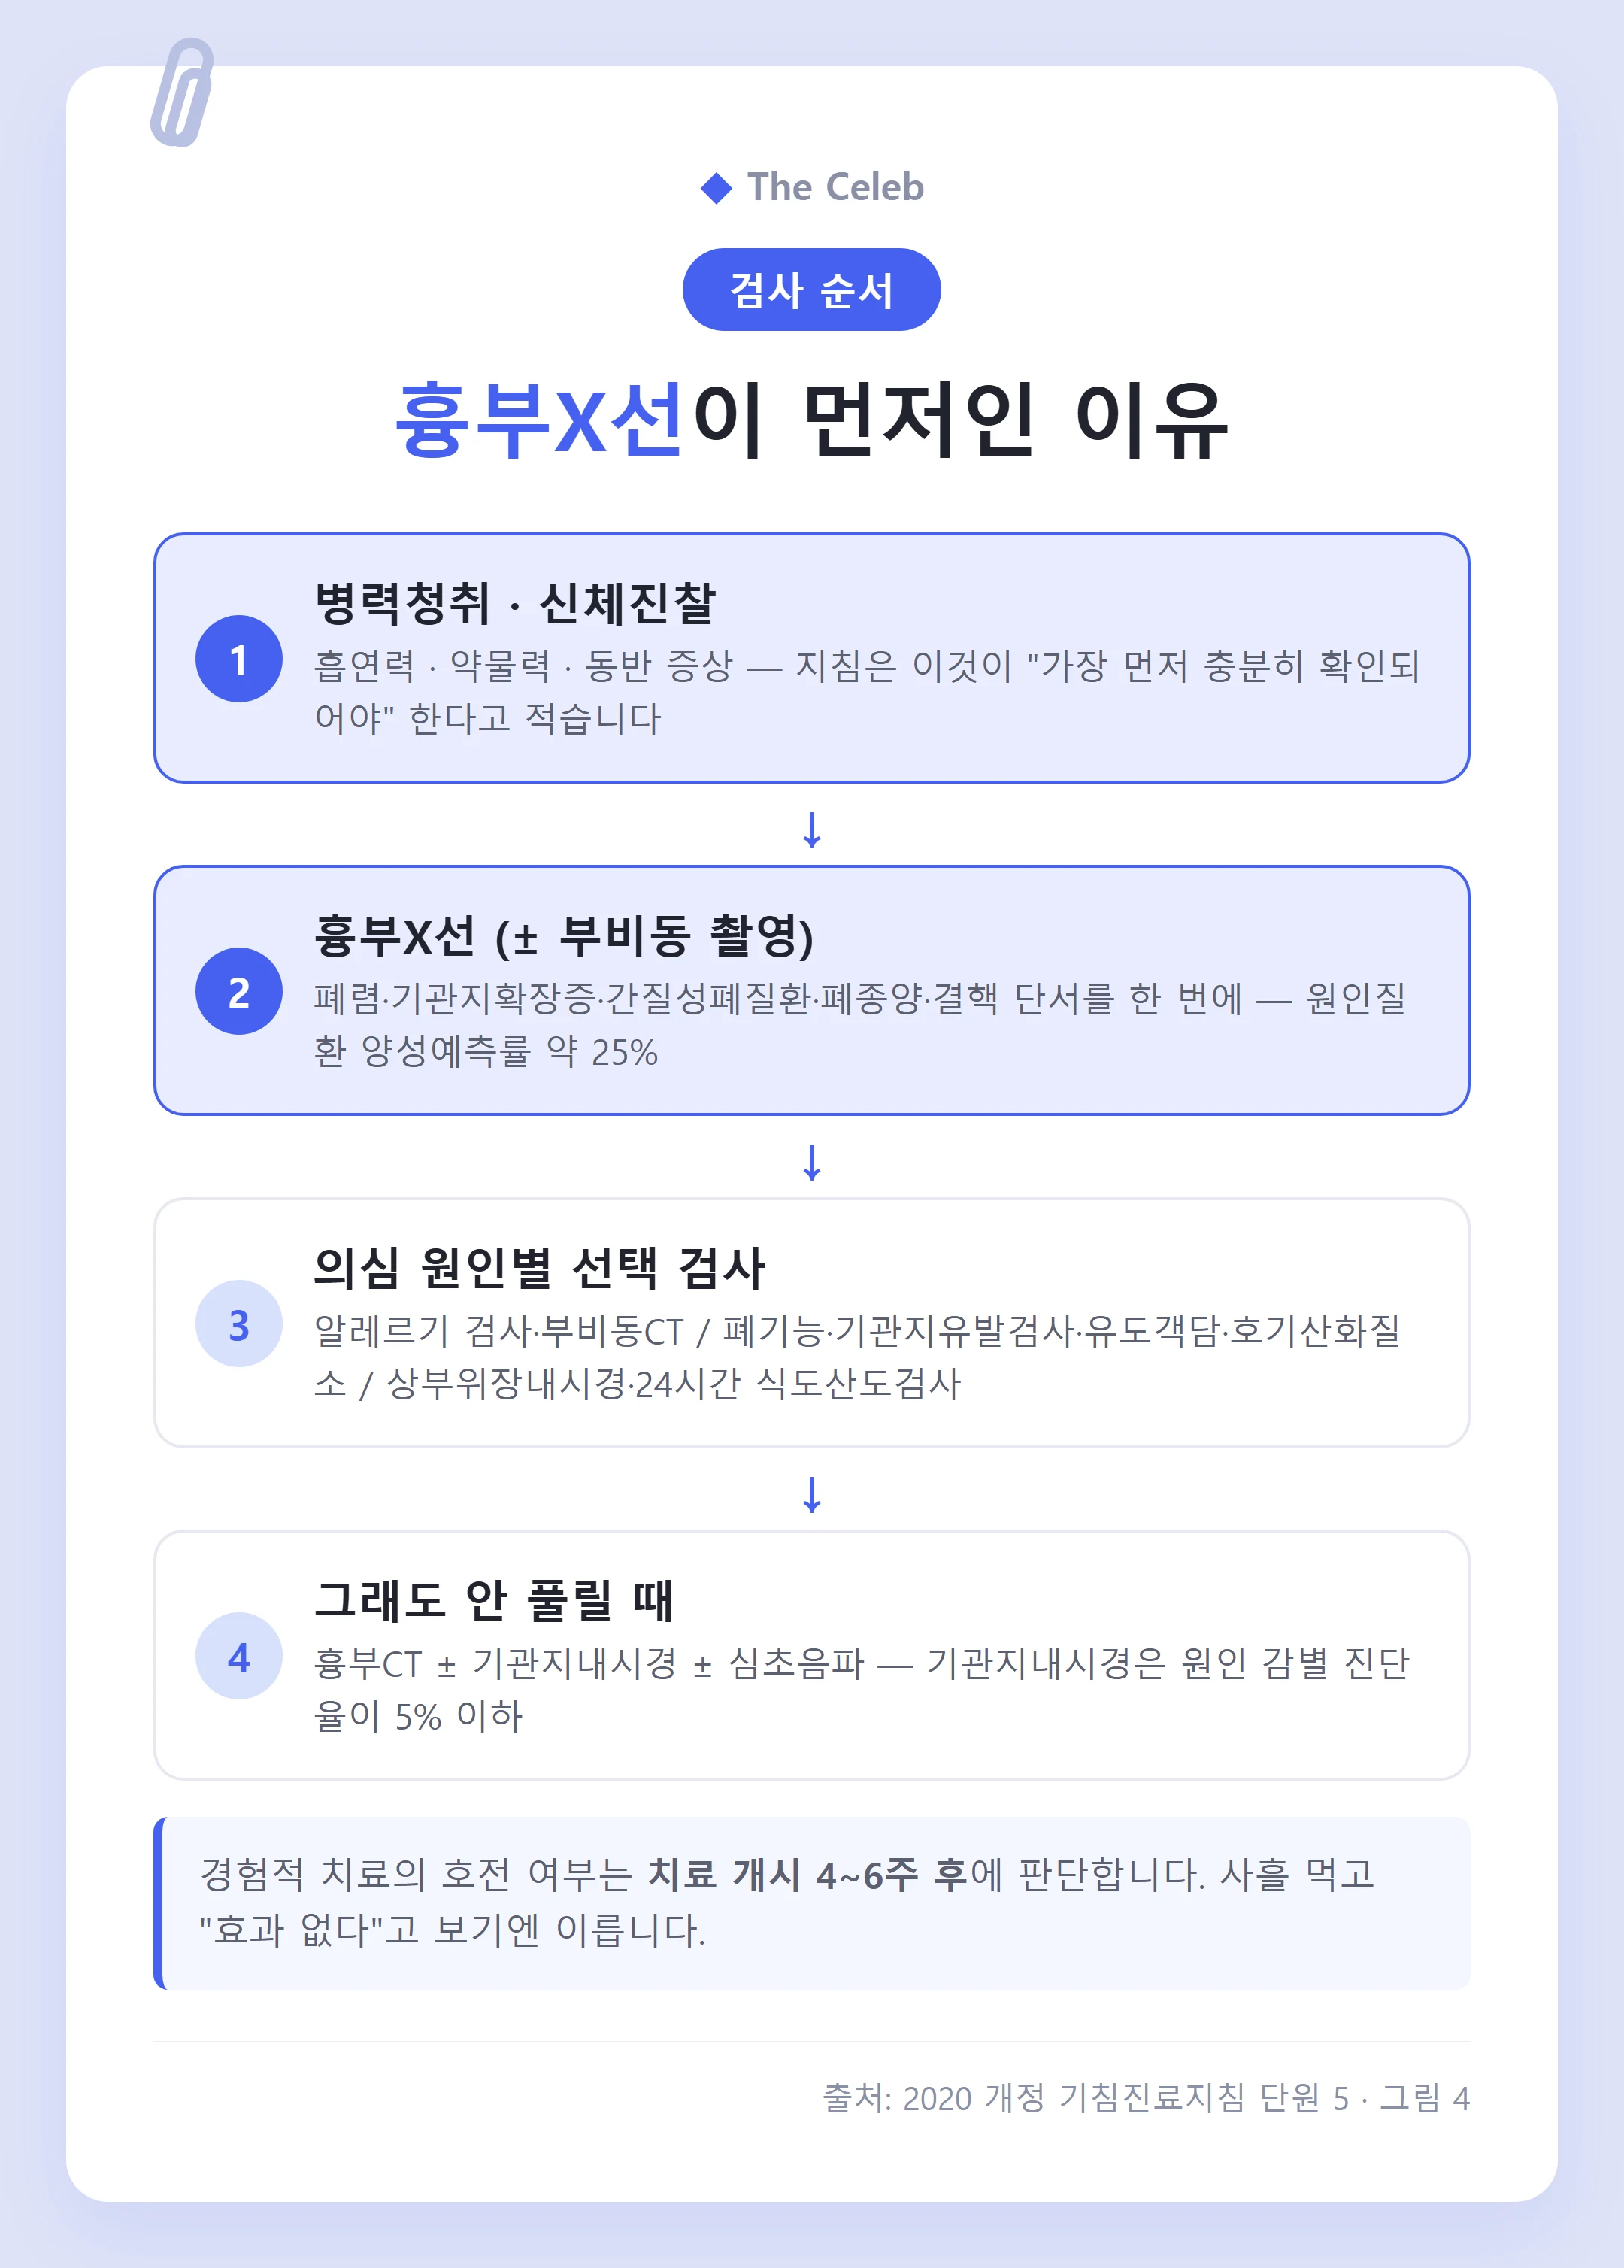 The Celeb
검사 순서
흉부X선이 먼저인 이유
1
병력청취 · 신체진찰
흡연력 · 약물력 · 동반 증상 — 지침은 이것이 "가장 먼저 충분히 확인되
어야" 한다고 적습니다
↓
2
흉부X선 (± 부비동 촬영)
폐렴·기관지확장증·간질성폐질환·폐종양·결핵 단서를 한 번에 — 원인질
환 양성예측률 약 25%
↓
3
의심 원인별 선택 검사
알레르기 검사·부비동CT / 폐기능·기관지유발검사·유도객담·호기산화질
소 / 상부위장내시경·24시간 식도산도검사
↓
4
그래도 안 풀릴 때
흉부CT ± 기관지내시경 ± 심초음파 — 기관지내시경은 원인 감별 진단
율이 5% 이하
경험적 치료의 호전 여부는 치료 개시 4~6주 후에 판단합니다. 사흘 먹고
"효과 없다"고 보기엔 이릅니다.
출처: 2020 개정 기침진료지침 단원 5 · 그림 4